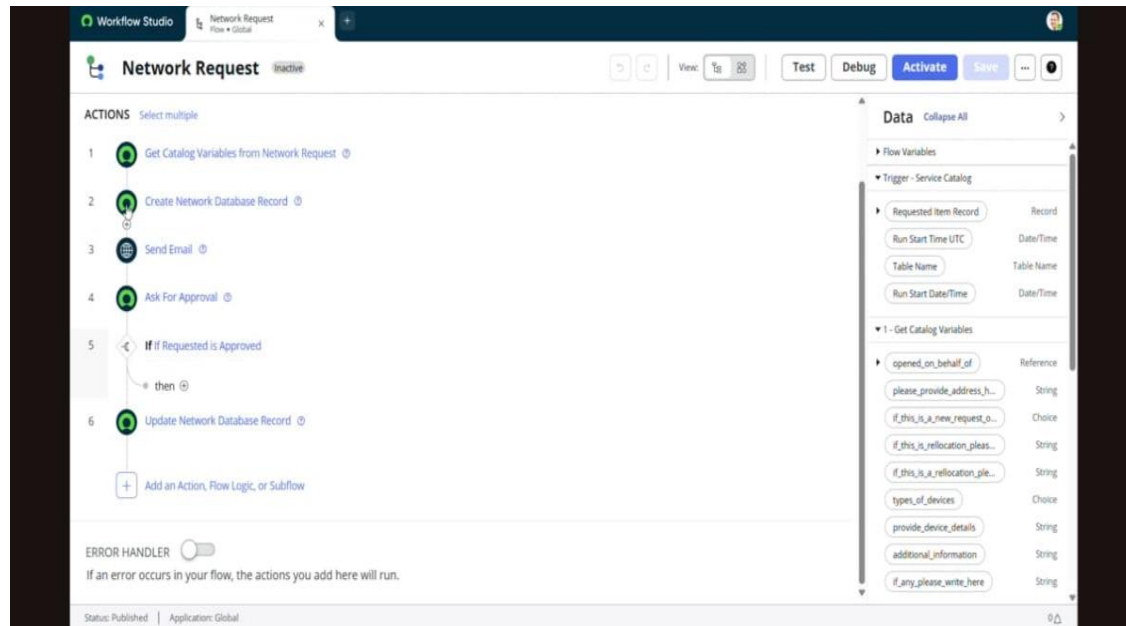 Workflow Studio
Network Request
Flow • Global
Network Request Inactive
View:
Test Debug Activate Save
ACTIONS Select multiple
1 Get Catalog Variables from Network Request
2 Create Network Database Record
3 Send Email
4 Ask For Approval
5 If If Requested is Approved
then
6 Update Network Database Record
Add an Action, Flow Logic, or Subflow
ERROR HANDLER
If an error occurs in your flow, the actions you add here will run.
Status: Published | Application: Global
Data Collapse All
Flow Variables
Trigger - Service Catalog
Requested Item Record Record
Run Start Time UTC Date/Time
Table Name Table Name
Run Start Date/Time Date/Time
1 - Get Catalog Variables
opened_on_behalf_of Reference
please_provide_address_h... String
if_this_is_a_new_request_o... Choice
if_this_is_rellocation_pleas... String
if_this_is_a_rellocation_ple... String
types_of_devices Choice
provide_device_details String
additional_information String
if_any_please_write_here String
0